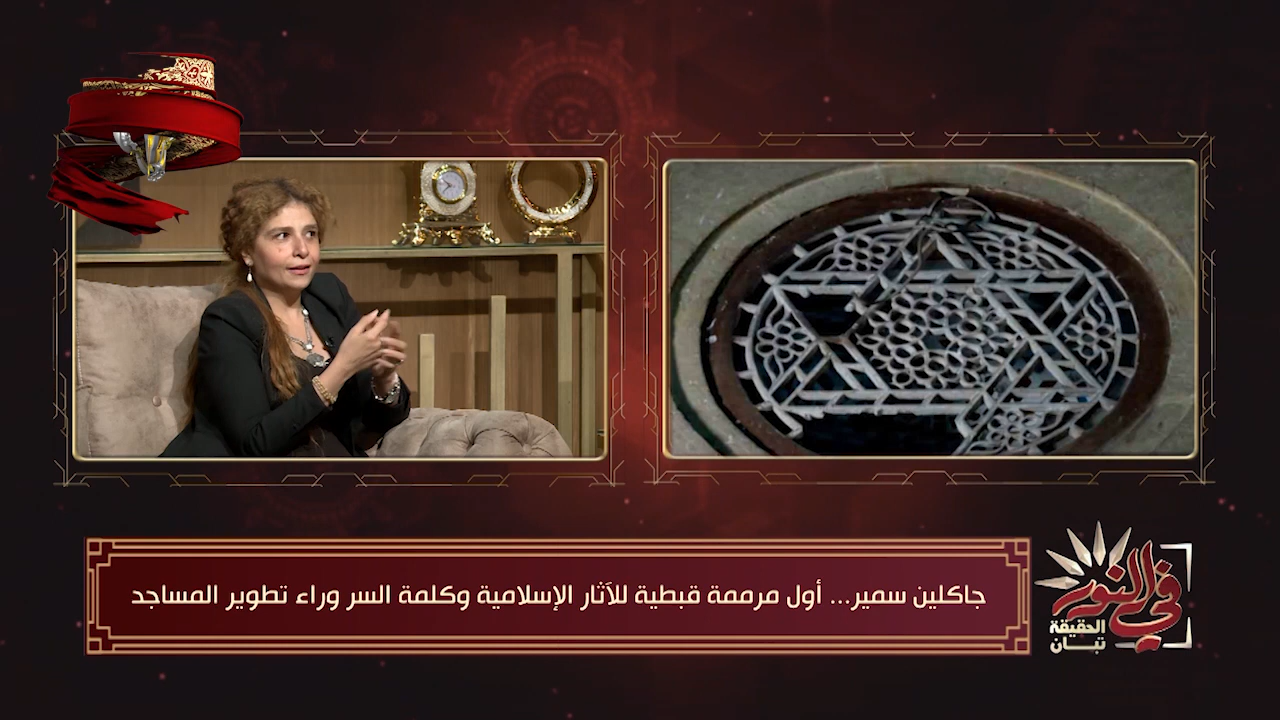 جاكلين سمير... أول مرممة قبطية للآثار الإسلامية وكلمة السر وراء تطوير المساجد
في النور
الحقيقة
تبان